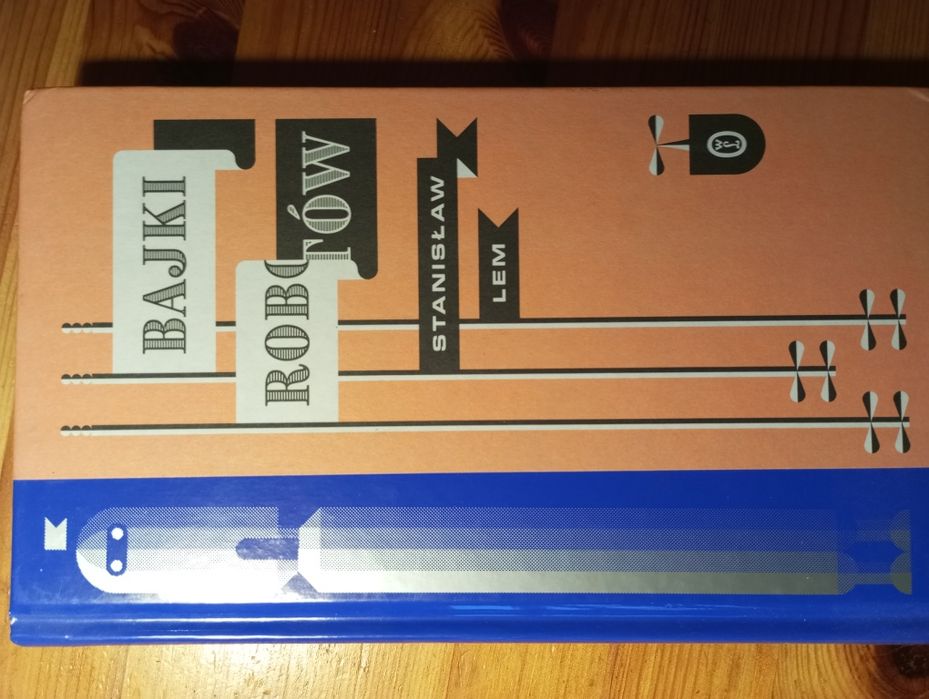 BAJKI
ROBOTÓW
STANISŁAW
LEM